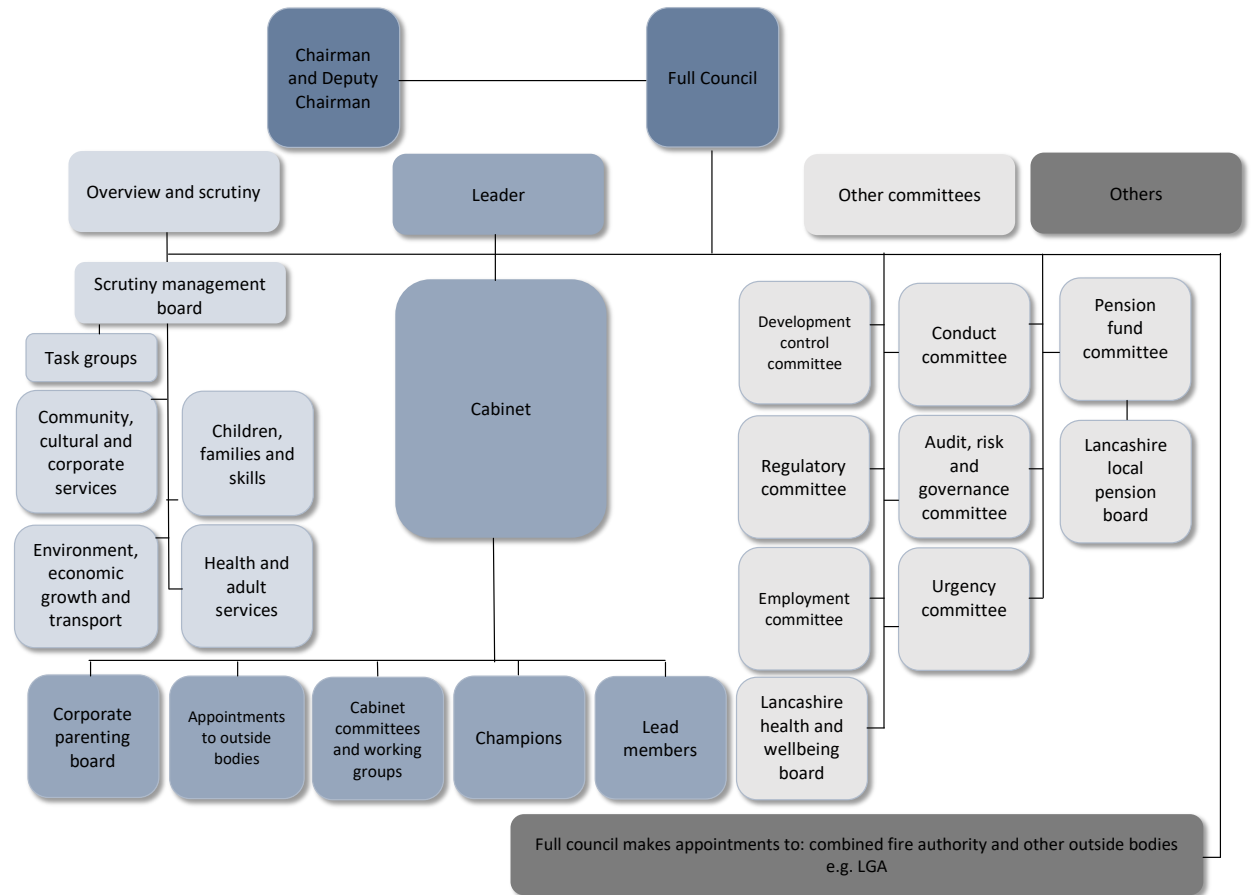 Chairman
and Deputy
Chairman
Full Council
Overview and scrutiny
Leader
Other committees
Others
Scrutiny management
board
Task groups
Community,
cultural and
corporate
services
Children,
families and
skills
Environment,
economic
growth and
transport
Health and
adult
services
Cabinet
Development
control
committee
Conduct
committee
Pension
fund
committee
Regulatory
committee
Audit, risk
and
governance
committee
Lancashire
local
pension
board
Employment
committee
Urgency
committee
Lancashire
health and
wellbeing
board
Corporate
parenting
board
Appointments
to outside
bodies
Cabinet
committees
and working
groups
Champions
Lead
members
Full council makes appointments to: combined fire authority and other outside bodies
e.g. LGA